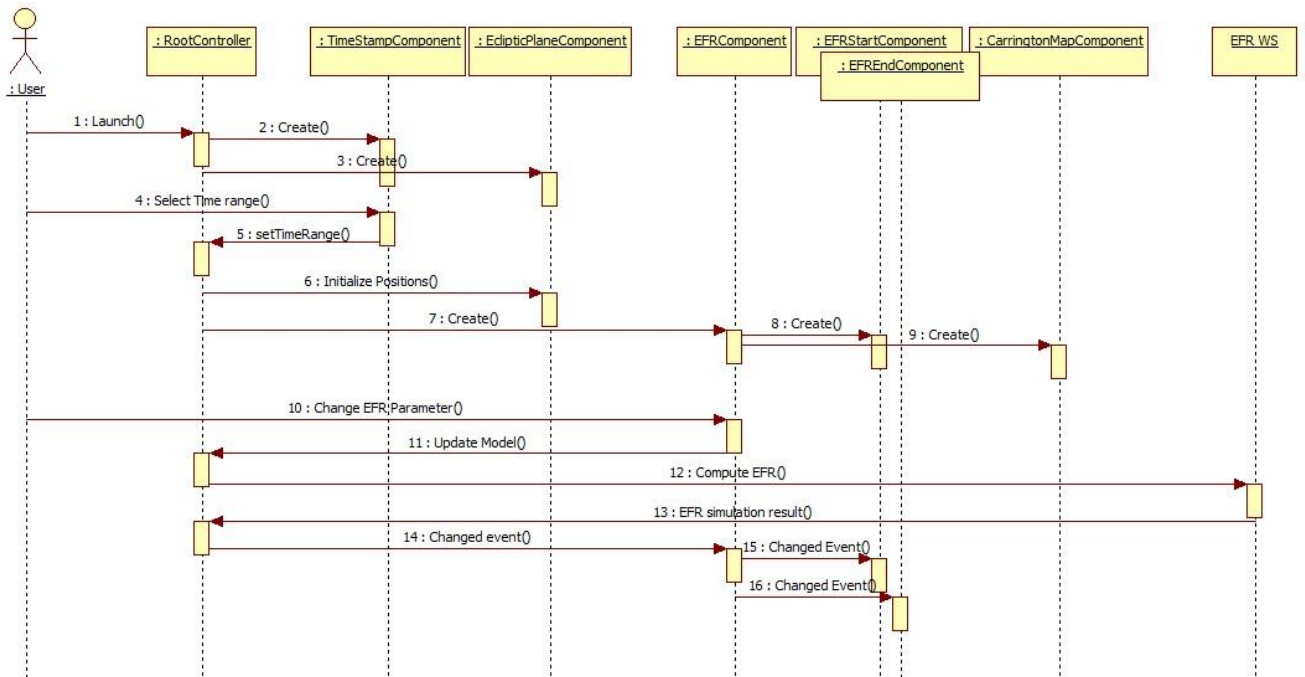 : RootController
: TimeStampComponent
: EclipticPlaneComponent
: EFRComponent
: EFRStartComponent
: CarringtonMapComponent
EFR WS
: EFREndComponent
: User
1 : Launch()
2 : Create()
3 : Create()
4 : Select Time range()
5 : setTimeRange()
6 : Initialize Positions()
7 : Create()
8 : Create()
9 : Create()
10 : Change EFR Parameter()
11 : Update Model()
12 : Compute EFR()
13 : EFR simulation result()
14 : Changed event()
15 : Changed Event()
16 : Changed Event()